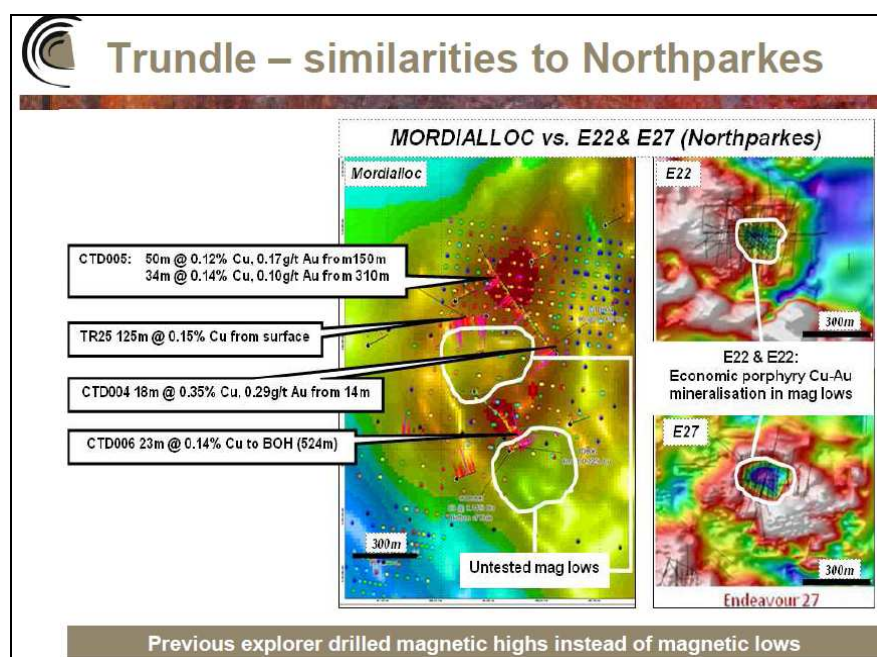 Trundle – similarities to Northparkes
MORDIALLOC vs. E22& E27 (Northparkes)
Mordialloc
E22
CTD005: 50m @ 0.12% Cu, 0.17g/t Au from150m
34m @ 0.14% Cu, 0.10g/t Au from 310m
TR25 125m @ 0.15% Cu from surface
CTD004 18m @ 0.35% Cu, 0.29g/t Au from 14m
CTD006 23m @ 0.14% Cu to BOH (524m)
300m
E22 & E22:
Economic porphyry Cu-Au
mineralisation in mag lows
E27
300m
Untested mag lows
300m
Endeavour 27
Previous explorer drilled magnetic highs instead of magnetic lows